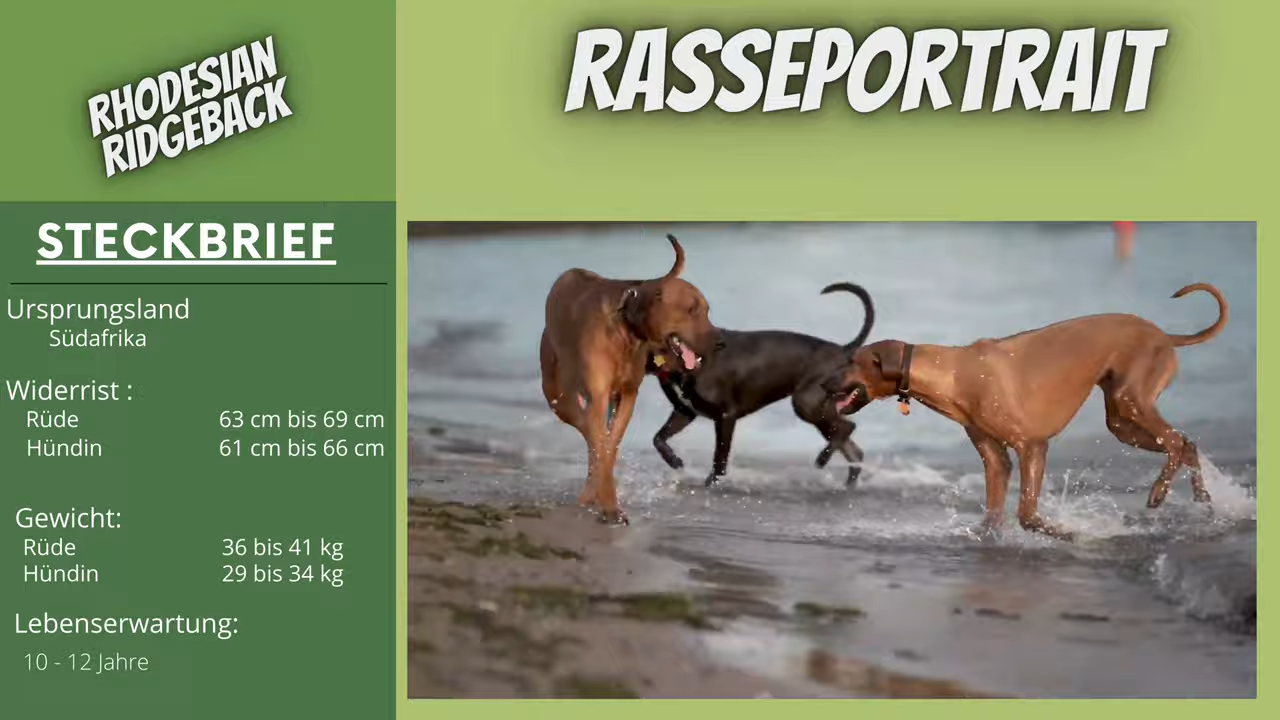 RHODESIAN
RIDGEBACK
RASSEPORTRAIT
STECKBRIEF
Ursprungsland
Südafrika
Widerrist :
Rüde 63 cm bis 69 cm
Hündin 61 cm bis 66 cm
Gewicht:
Rüde 36 bis 41 kg
Hündin 29 bis 34 kg
Lebenserwartung:
10 - 12 Jahre